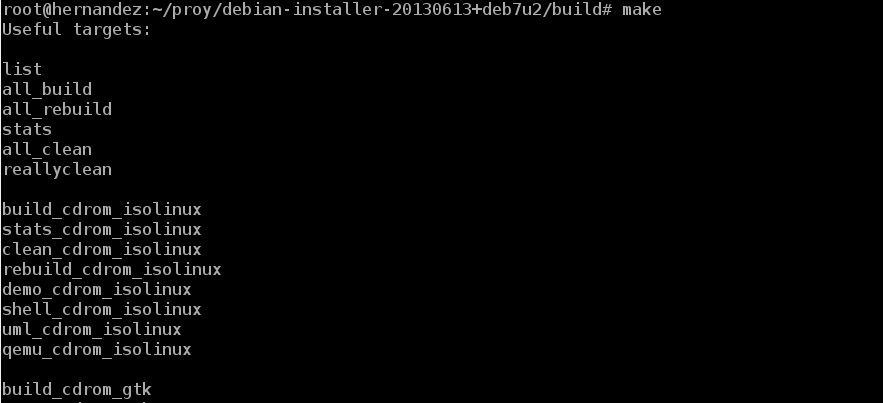 root@hernandez:~/proy/debian-installer-20130613+deb7u2/build# make
Useful targets:
list
all_build
all_rebuild
stats
all_clean
reallyclean
build_cdrom_isolinux
stats_cdrom_isolinux
clean_cdrom_isolinux
rebuild_cdrom_isolinux
demo_cdrom_isolinux
shell_cdrom_isolinux
uml_cdrom_isolinux
qemu_cdrom_isolinux
build_cdrom_gtk